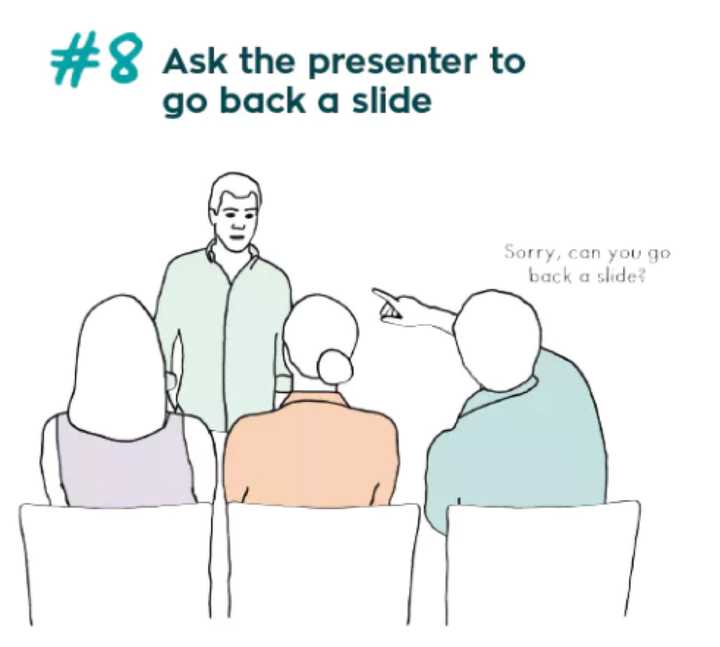 #8 Ask the presenter to
go back a slide
Sorry, can you go
back a slide?